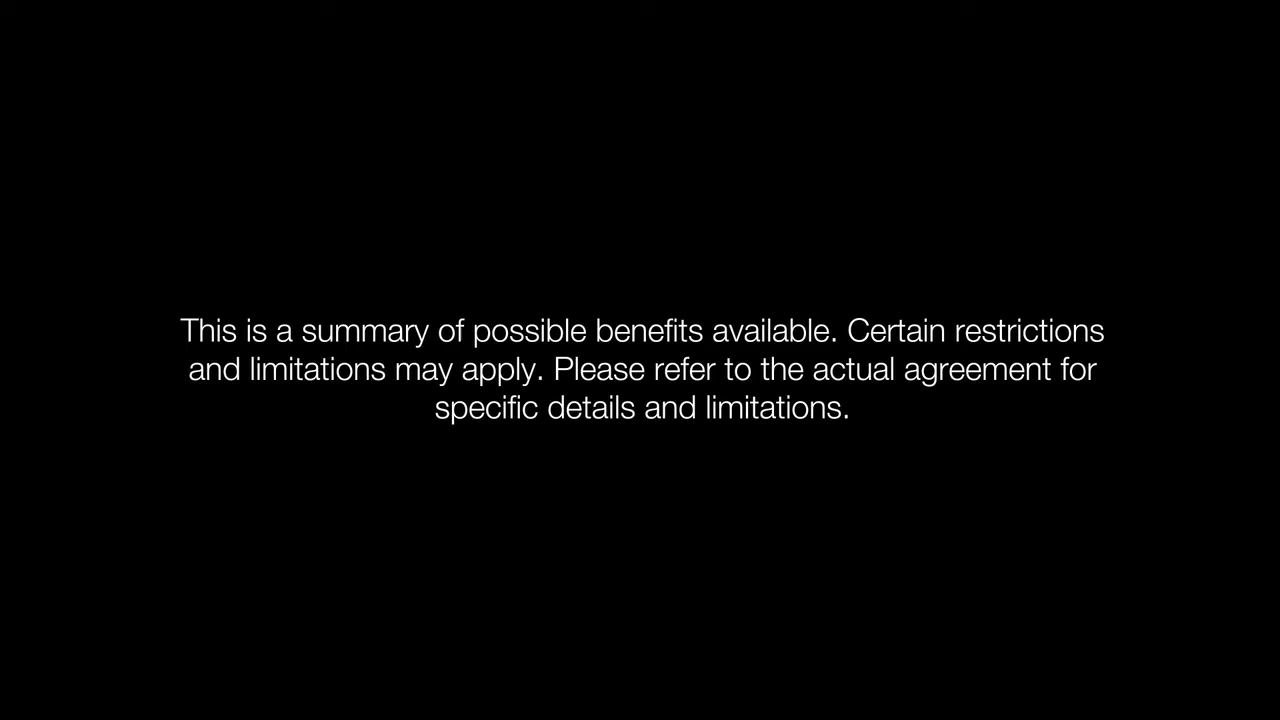 This is a summary of possible benefits available. Certain restrictions
and limitations may apply. Please refer to the actual agreement for
specific details and limitations.